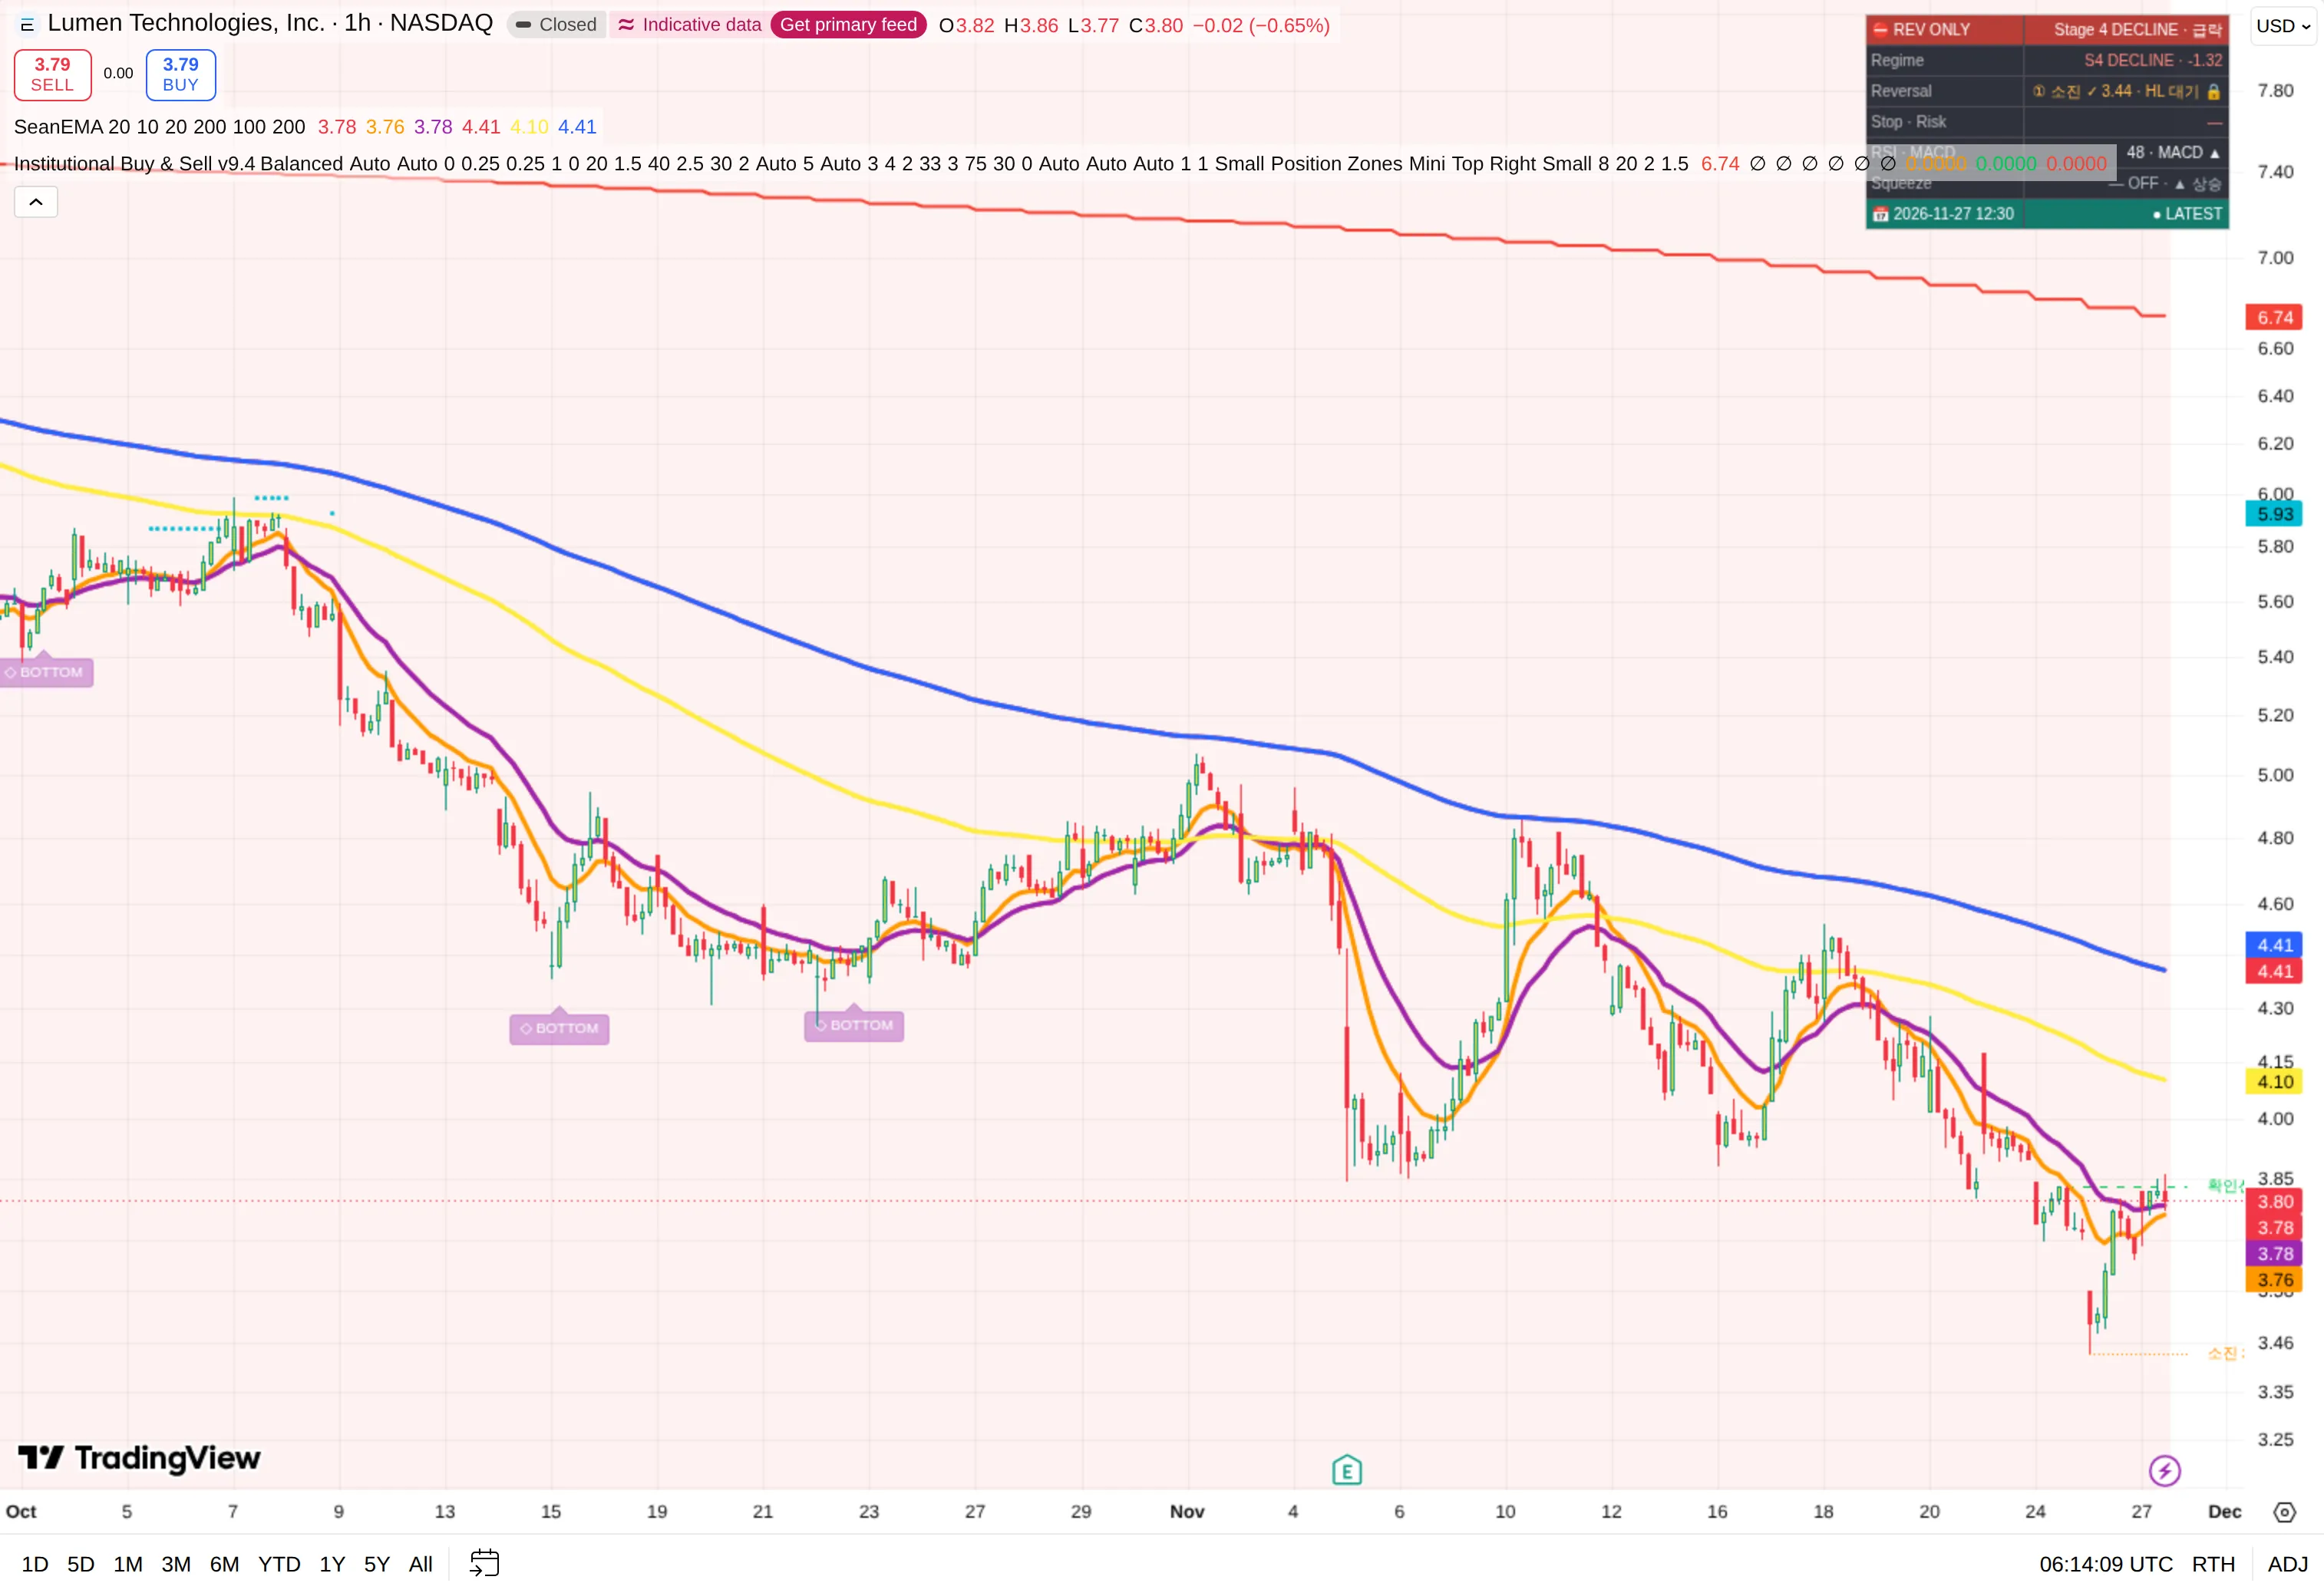 Lumen Technologies, Inc. · 1h · NASDAQ Closed Indicative data Get primary feed O3.82 H3.86 L3.77 C3.80 −0.02 (−0.65%)
3.79 SELL 0.00 3.79 BUY
SeanEMA 20 10 20 200 100 200 3.78 3.76 3.78 4.41 4.10 4.41
Institutional Buy & Sell v9.4 Balanced Auto Auto 0 0.25 0.25 1 0 20 1.5 40 2.5 30 2 Auto 5 Auto 3 4 2 33 3 75 30 0 Auto Auto Auto 1 1 Small Position Zones Mini Top Right Small 8 20 2 1.5 6.74 ∅ ∅ ∅ ∅ ∅ ∅ 0.0000 0.0000 0.0000
⛔ REV ONLY Stage 4 DECLINE · 급락
Regime S4 DECLINE · -1.32
Reversal ① 소진 ✓ 3.44 · HL 대기 🔒
Stop · Risk —
RSI · MACD 48 · MACD ▲
Squeeze — OFF · ▲ 상승
📅 2026-11-27 12:30 ● LATEST
USD
7.80
7.40
7.00
6.74
6.60
6.40
6.20
6.00
5.93
5.80
5.60
5.40
5.20
5.00
4.80
4.60
4.41
4.41
4.30
4.15
4.10
4.00
3.85
3.80
3.78
3.78
3.76
3.46
3.35
3.25
◇ BOTTOM
◇ BOTTOM
◇ BOTTOM
소진
TradingView
E
Oct 5 7 9 13 15 19 21 23 27 29 Nov 4 6 10 12 16 18 20 24 27 Dec
1D 5D 1M 3M 6M YTD 1Y 5Y All 06:14:09 UTC RTH ADJ